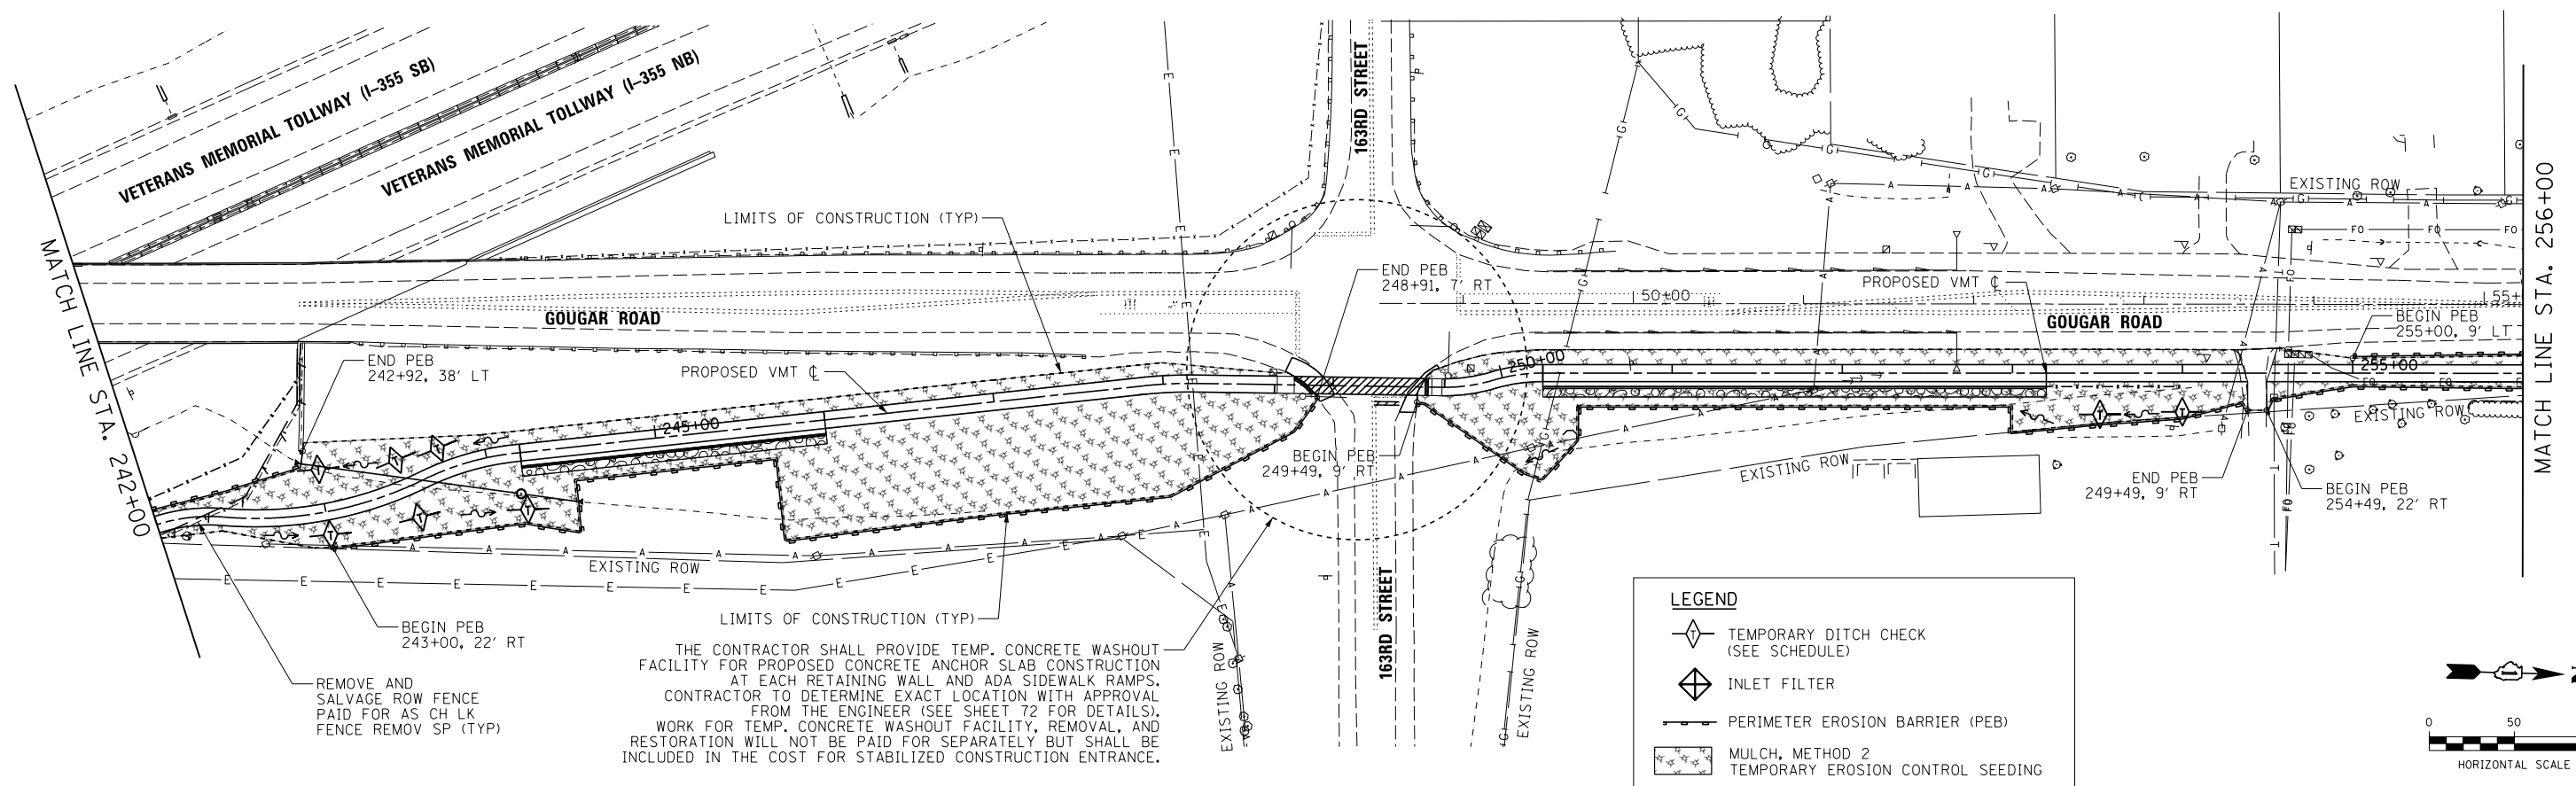 VETERANS MEMORIAL TOLLWAY (I-355 SB)
VETERANS MEMORIAL TOLLWAY (I-355 NB)
163RD STREET
MATCH LINE STA. 242+00
MATCH LINE STA. 256+00
LIMITS OF CONSTRUCTION (TYP)
EXISTING ROW
END PEB
248+91, 7' RT
50+00
PROPOSED VMT ℄
55+
GOUGAR ROAD
GOUGAR ROAD
BEGIN PEB
255+00, 9' LT
END PEB
242+92, 38' LT
PROPOSED VMT ℄
250+00
255+00
245+00
EXISTING ROW
BEGIN PEB
249+49, 9' RT
EXISTING ROW
END PEB
249+49, 9' RT
BEGIN PEB
254+49, 22' RT
EXISTING ROW
BEGIN PEB
243+00, 22' RT
LIMITS OF CONSTRUCTION (TYP)
163RD STREET
EXISTING ROW
EXISTING ROW
REMOVE AND
SALVAGE ROW FENCE
PAID FOR AS CH LK
FENCE REMOV SP (TYP)
THE CONTRACTOR SHALL PROVIDE TEMP. CONCRETE WASHOUT
FACILITY FOR PROPOSED CONCRETE ANCHOR SLAB CONSTRUCTION
AT EACH RETAINING WALL AND ADA SIDEWALK RAMPS.
CONTRACTOR TO DETERMINE EXACT LOCATION WITH APPROVAL
FROM THE ENGINEER (SEE SHEET 72 FOR DETAILS).
WORK FOR TEMP. CONCRETE WASHOUT FACILITY, REMOVAL, AND
RESTORATION WILL NOT BE PAID FOR SEPARATELY BUT SHALL BE
INCLUDED IN THE COST FOR STABILIZED CONSTRUCTION ENTRANCE.
LEGEND
T TEMPORARY DITCH CHECK
(SEE SCHEDULE)
INLET FILTER
PERIMETER EROSION BARRIER (PEB)
MULCH, METHOD 2
TEMPORARY EROSION CONTROL SEEDING
0 50
HORIZONTAL SCALE